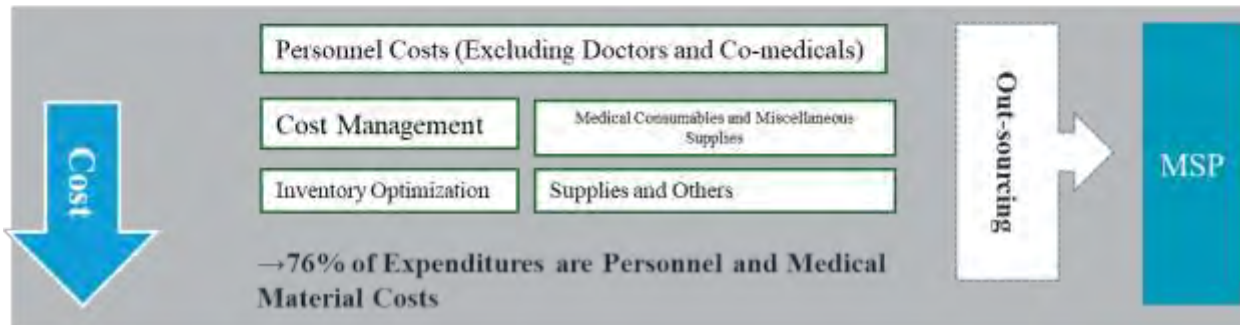 Personnel Costs (Excluding Doctors and Co-medicals)
Cost Management
Medical Consumables and Miscellaneous
Supplises
Inventory Optimization
Supplies and Others
→76% of Expenditures are Personnel and Medical
Material Costs
Cost
Out-sourcing
MSP